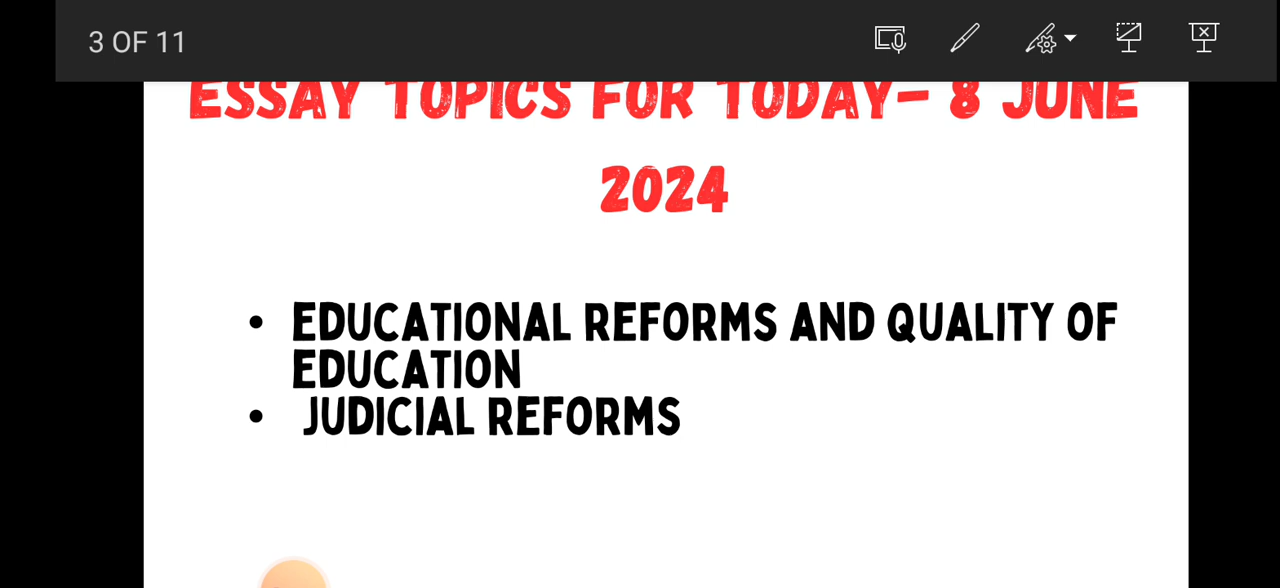 3 OF 11
ESSAY TOPICS FOR TODAY– 8 JUNE
2024
• EDUCATIONAL REFORMS AND QUALITY OF
EDUCATION
• JUDICIAL REFORMS